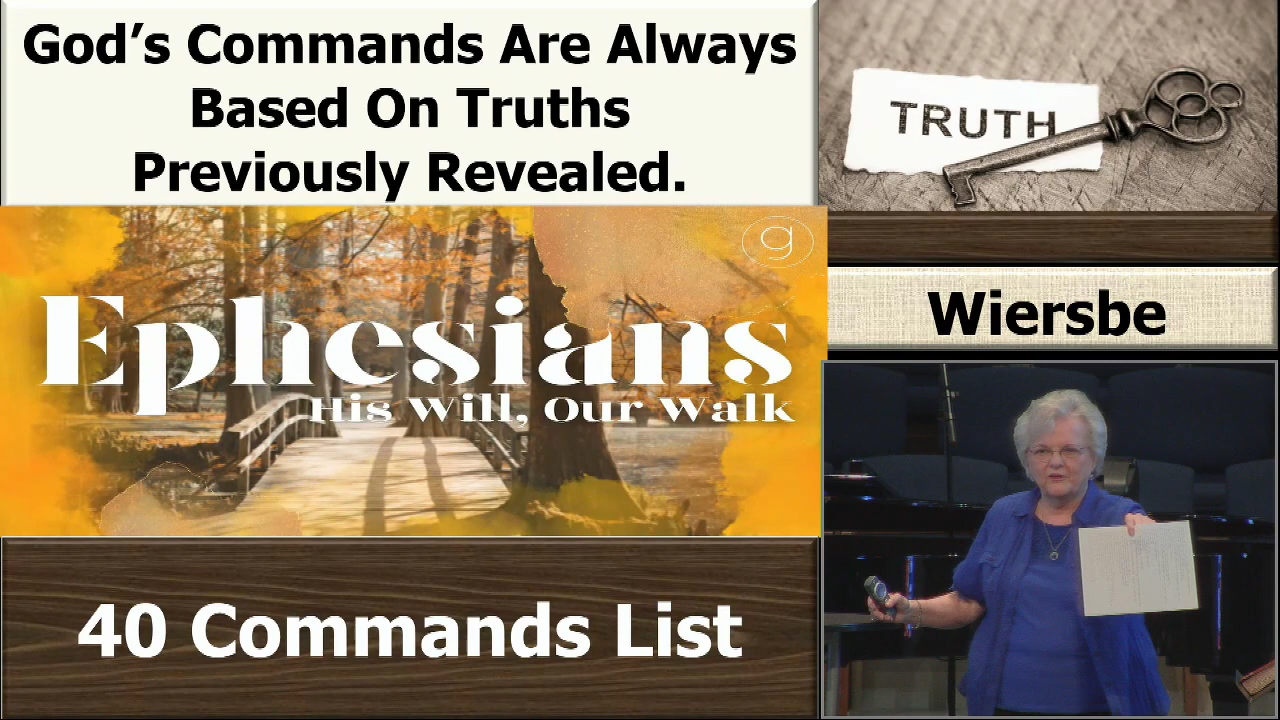 God’s Commands Are Always
Based On Truths
Previously Revealed.
TRUTH
g
Ephesians
His Will, Our Walk
Wiersbe
40 Commands List